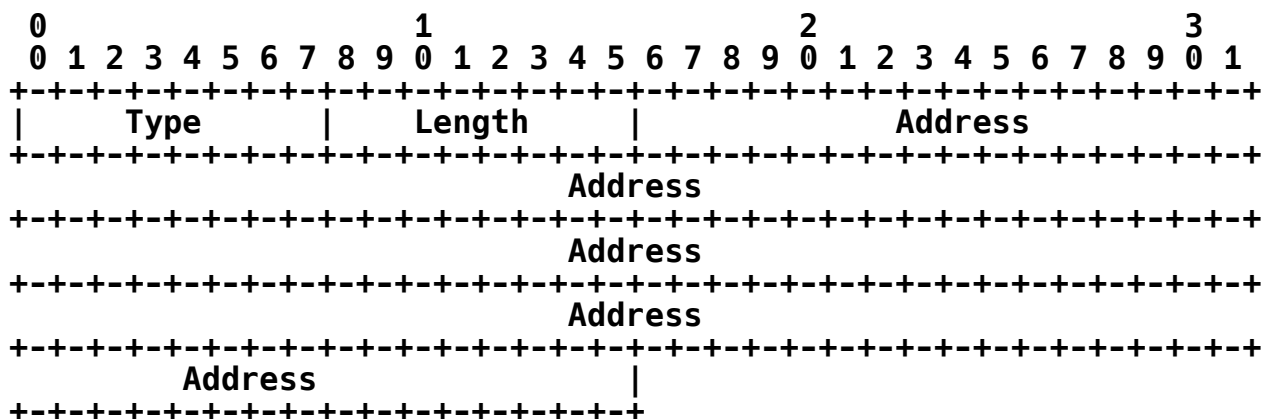 0                   1                   2                   3
 0 1 2 3 4 5 6 7 8 9 0 1 2 3 4 5 6 7 8 9 0 1 2 3 4 5 6 7 8 9 0 1
+-+-+-+-+-+-+-+-+-+-+-+-+-+-+-+-+-+-+-+-+-+-+-+-+-+-+-+-+-+-+-+-+
|     Type      |    Length     |             Address
+-+-+-+-+-+-+-+-+-+-+-+-+-+-+-+-+-+-+-+-+-+-+-+-+-+-+-+-+-+-+-+-+
                             Address
+-+-+-+-+-+-+-+-+-+-+-+-+-+-+-+-+-+-+-+-+-+-+-+-+-+-+-+-+-+-+-+-+
                             Address
+-+-+-+-+-+-+-+-+-+-+-+-+-+-+-+-+-+-+-+-+-+-+-+-+-+-+-+-+-+-+-+-+
                             Address
+-+-+-+-+-+-+-+-+-+-+-+-+-+-+-+-+-+-+-+-+-+-+-+-+-+-+-+-+-+-+-+-+
         Address                |
+-+-+-+-+-+-+-+-+-+-+-+-+-+-+-+-+